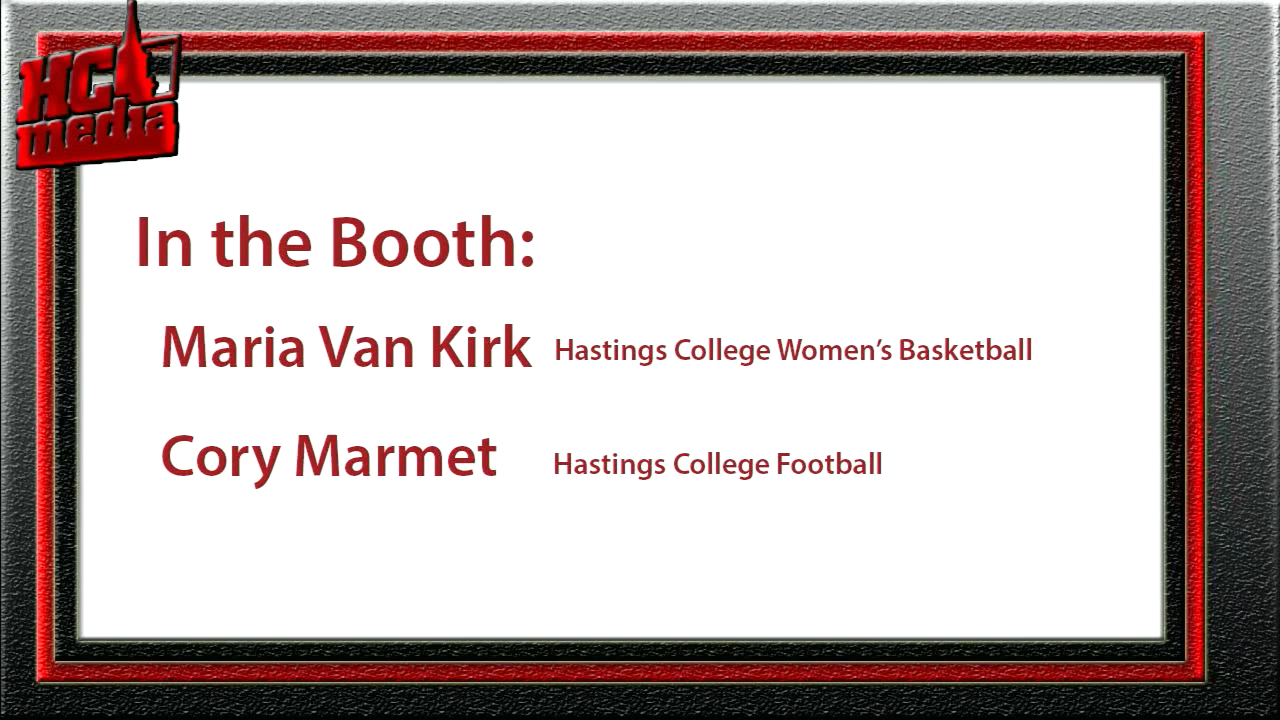 HC
media
In the Booth:
Maria Van Kirk Hastings College Women's Basketball
Cory Marmet Hastings College Football